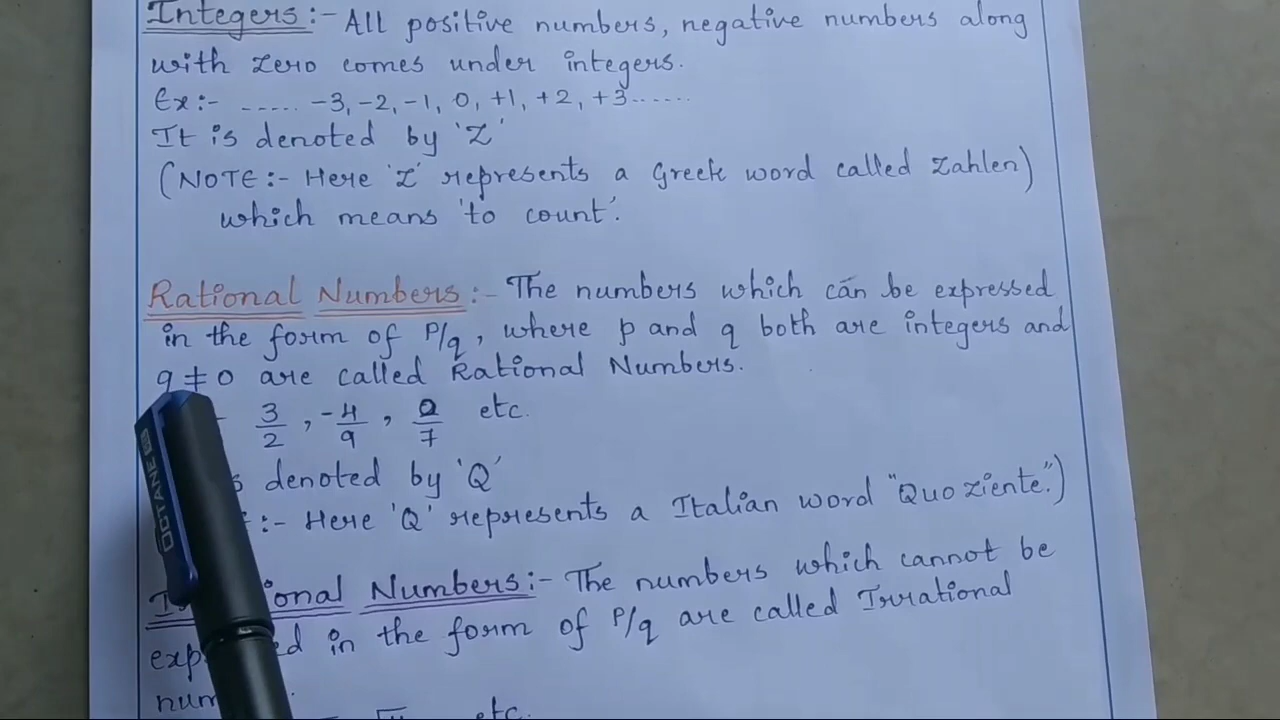 Integers:- All positive numbers, negative numbers along
with zero comes under integers.
Ex:- ..... -3, -2, -1, 0, +1, +2, +3......
It is denoted by 'Z'
(NOTE:- Here 'Z' represents a Greek word called Zahlen)
which means 'to count'.
Rational Numbers:- The numbers which can be expressed
in the form of P/q, where p and q both are integers and
q ≠ 0 are called Rational Numbers.
3/2, -4/9, 0/7 etc.
denoted by 'Q'
:- Here 'Q' represents a Italian word "Quoziente.")
Numbers:- The numbers which cannot be
in the form of P/q are called Irrational
etc.
OCTANE